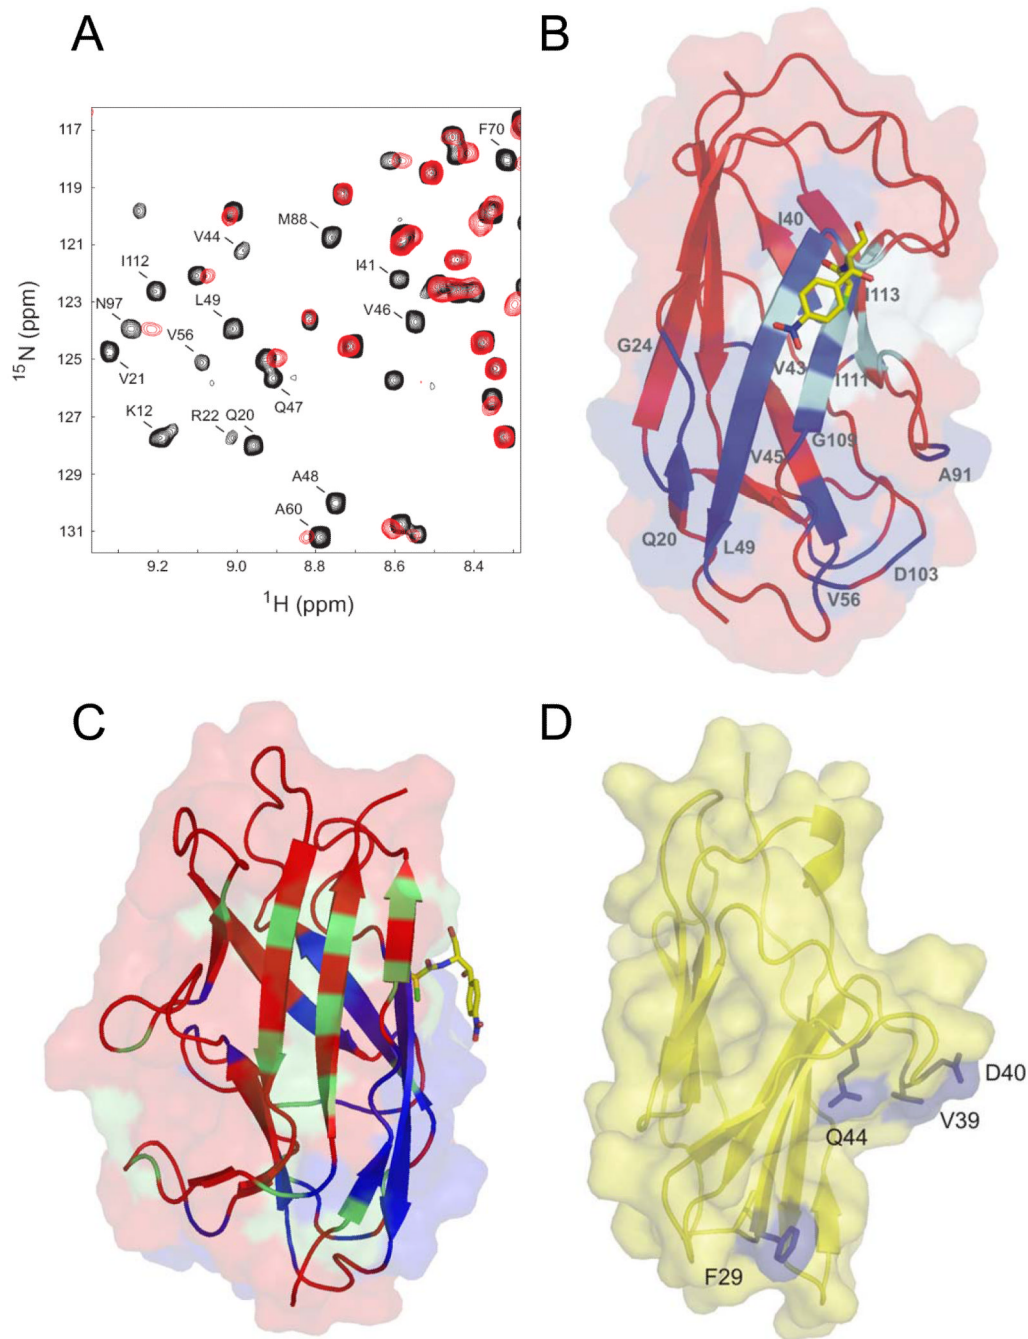 A
B
117
119
121
123
125
127
129
131
¹⁵N (ppm)
9.2
9.0
8.8
8.6
8.4
¹H (ppm)
F70
M88
V44
I112
I41
N97
L49
V46
V56
V21
Q47
K12
R22 Q20
A48
A60
I40
I113
G24
V43
I111
V45
G109
A91
Q20
L49
D103
V56
C
D
D40
V39
Q44
F29